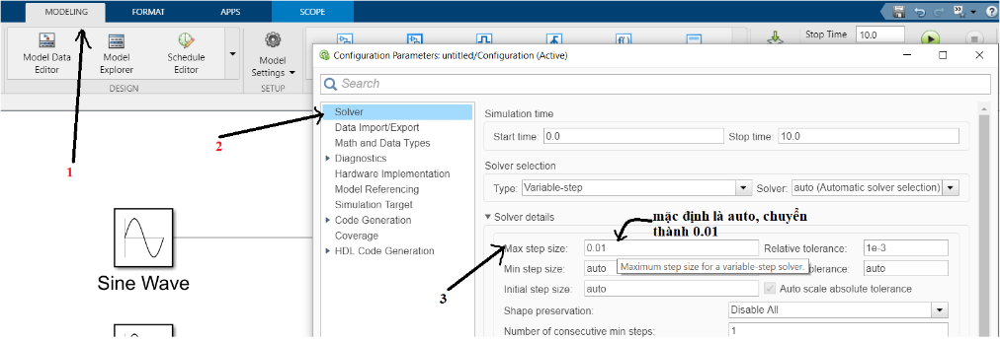 MODELING FORMAT APPS SCOPE
Stop Time 10.0
Model Data Editor
Model Explorer
Schedule Editor
Model Settings
DESIGN
SETUP
Configuration Parameters: untitled/Configuration (Active)
Search
Solver
Data Import/Export
Math and Data Types
Diagnostics
Hardware Implementation
Model Referencing
Simulation Target
Code Generation
Coverage
HDL Code Generation
Simulation time
Start time: 0.0 Stop time: 10.0
Solver selection
Type: Variable-step Solver: auto (Automatic solver selection)
Solver details
mặc định là auto, chuyển
thành 0.01
Max step size: 0.01 Relative tolerance: 1e-3
Min step size: auto Maximum step size for a variable-step solver. olerance: auto
Initial step size: auto Auto scale absolute tolerance
Shape preservation: Disable All
Number of consecutive min steps: 1
1
2
3
Sine Wave
f()